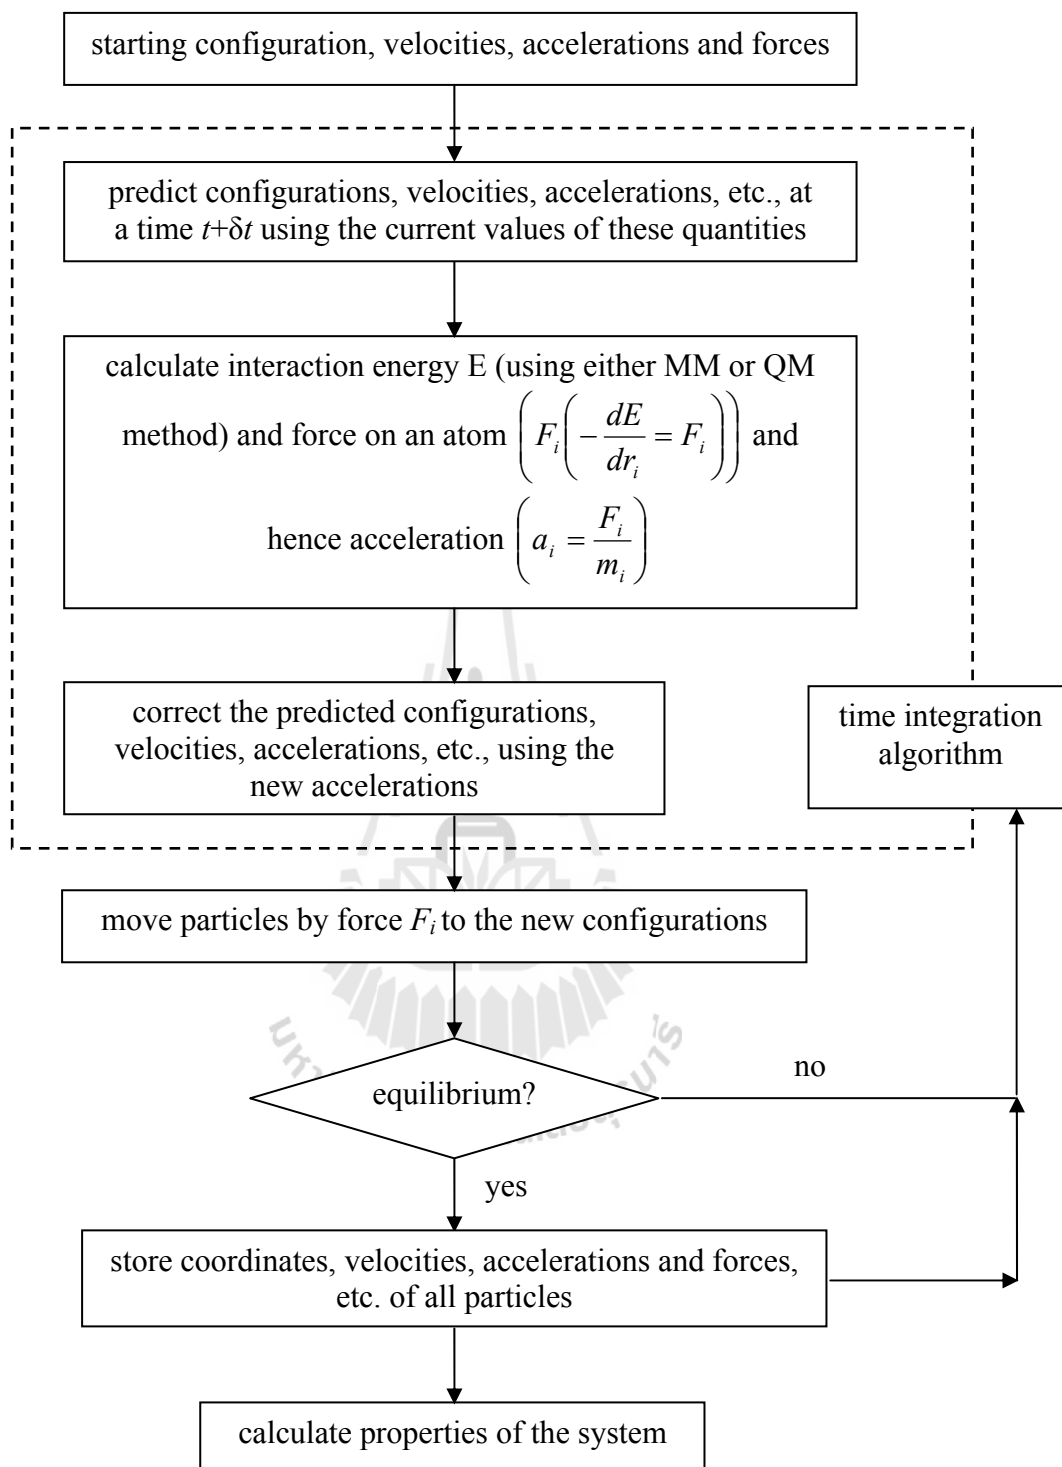 starting configuration, velocities, accelerations and forces
predict configurations, velocities, accelerations, etc., at
a time t+δt using the current values of these quantities
calculate interaction energy E (using either MM or QM
method) and force on an atom (F_i(-dE/dr_i = F_i)) and
hence acceleration (a_i = F_i/m_i)
correct the predicted configurations,
velocities, accelerations, etc., using the
new accelerations
time integration
algorithm
move particles by force F_i to the new configurations
equilibrium?
no
yes
store coordinates, velocities, accelerations and forces,
etc. of all particles
calculate properties of the system